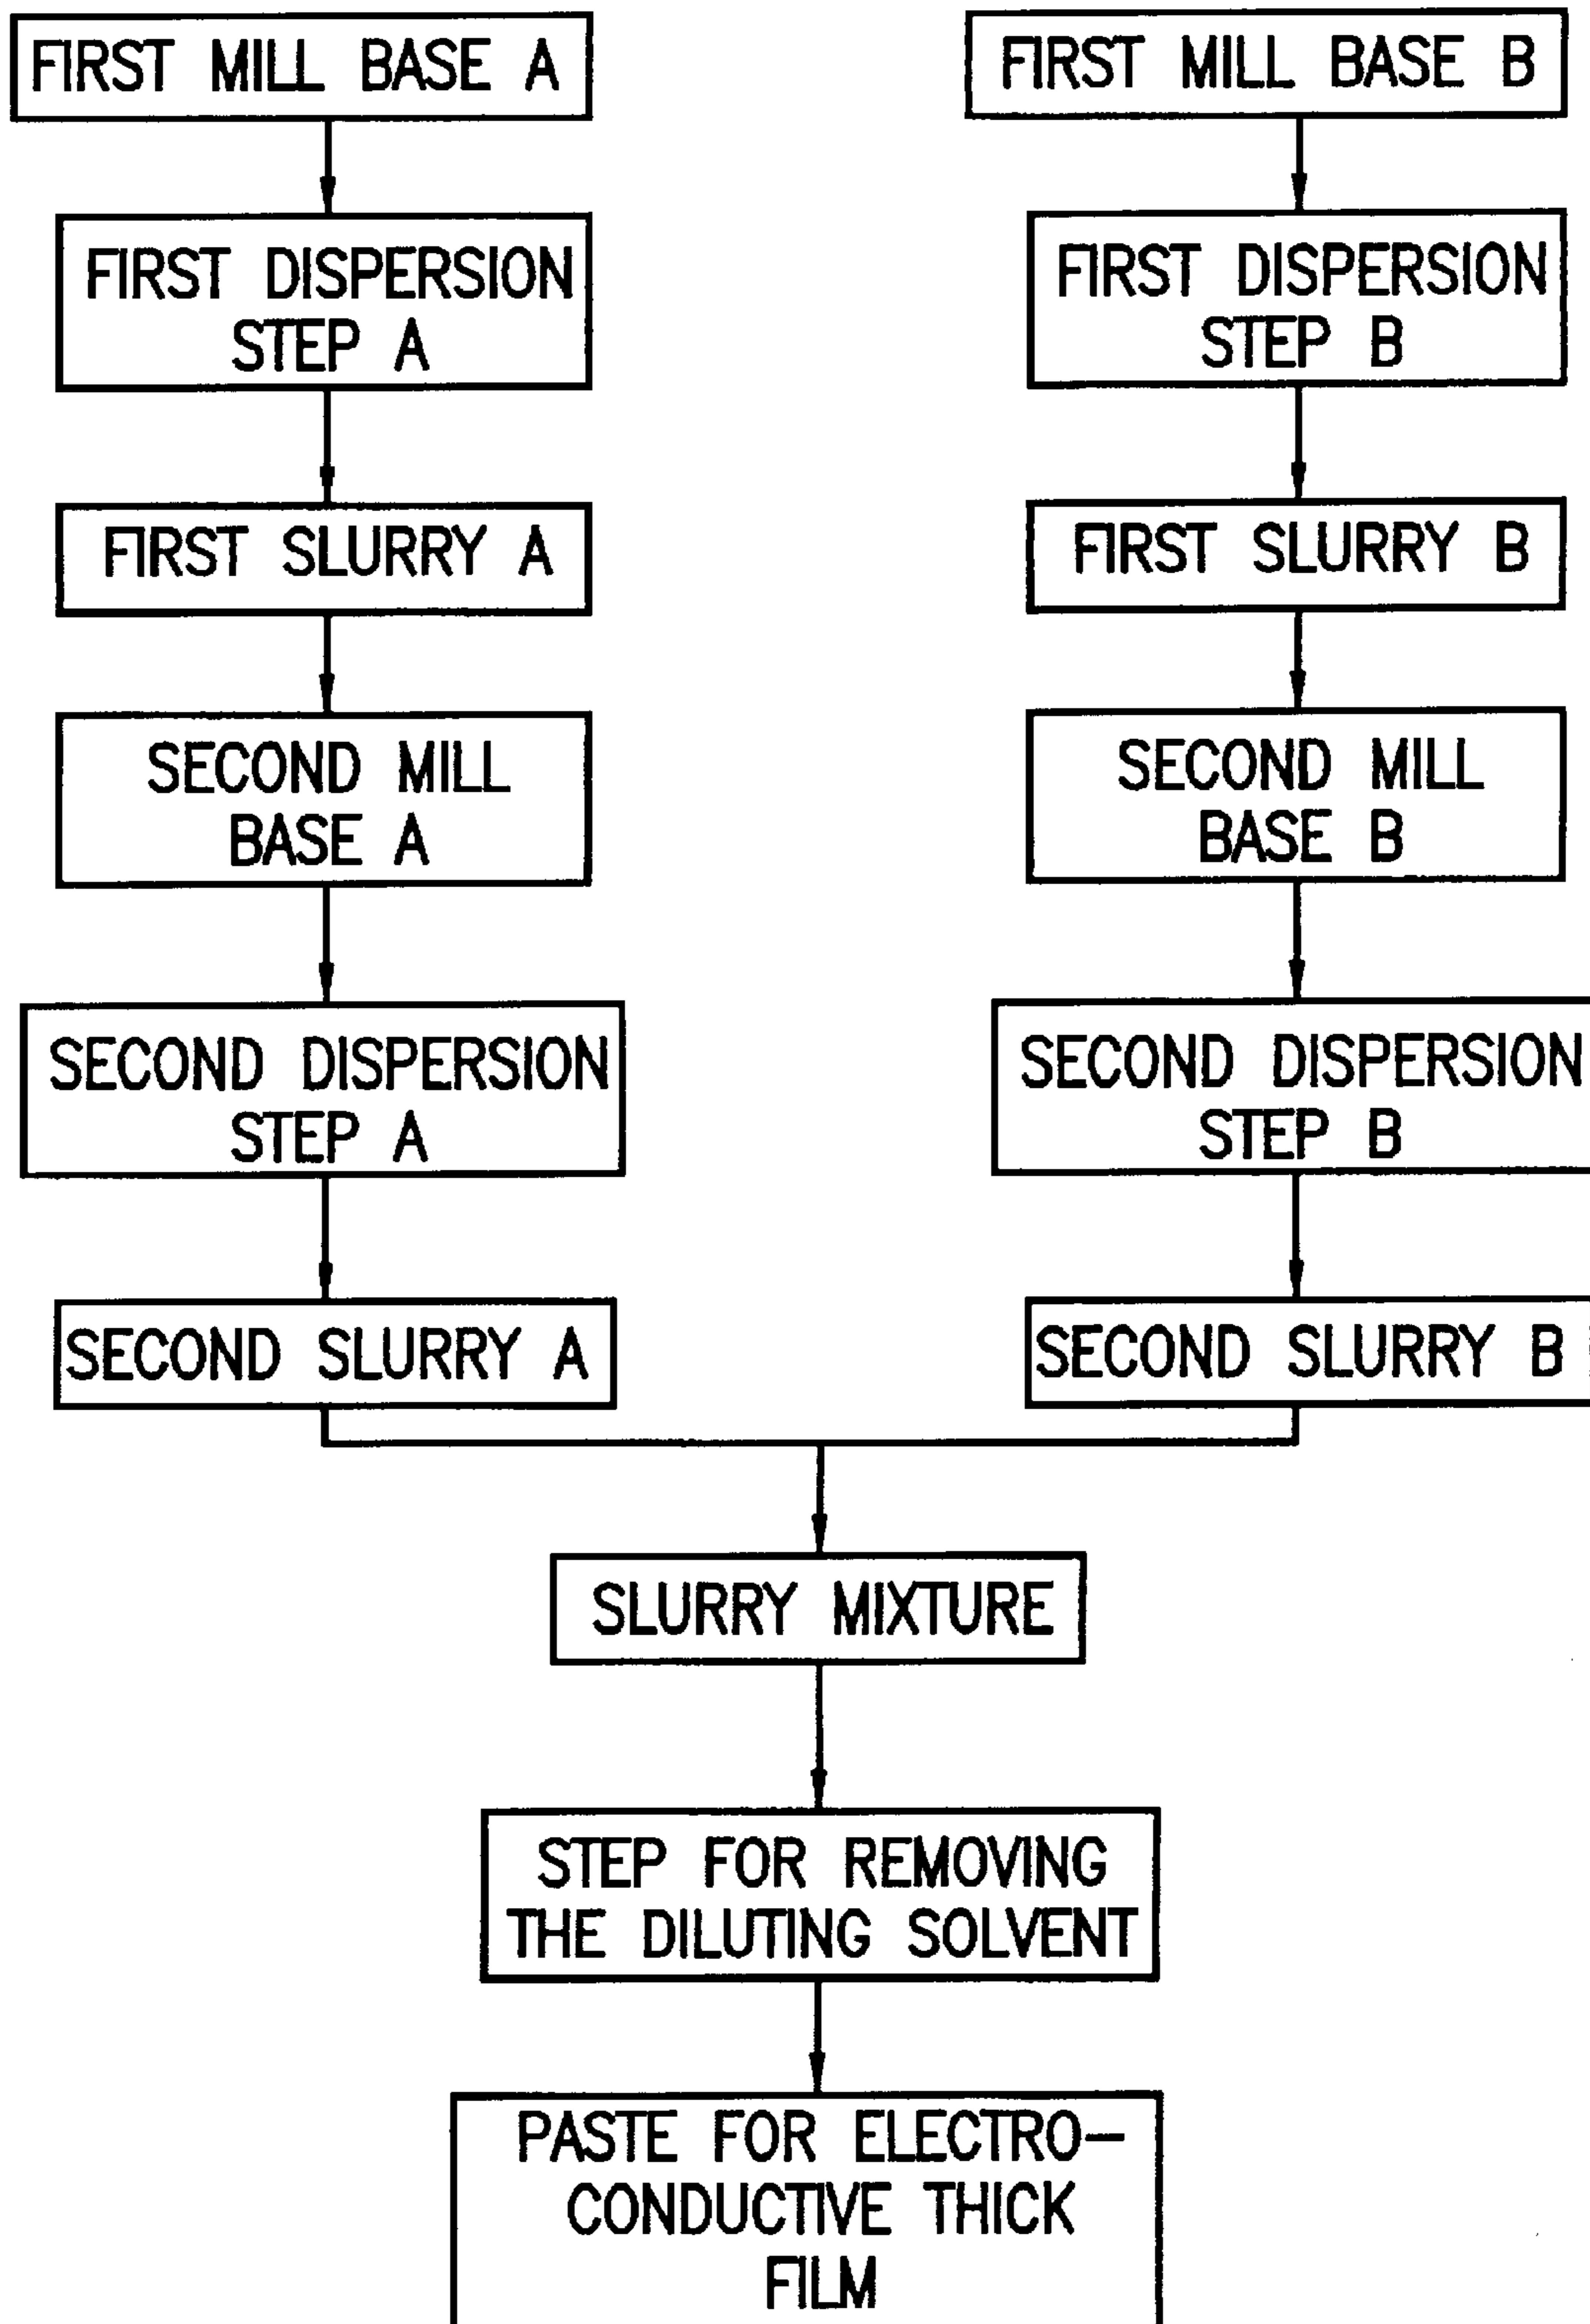 FIRST MILL BASE A
FIRST DISPERSION
STEP A
FIRST SLURRY A
SECOND MILL
BASE A
SECOND DISPERSION
STEP A
SECOND SLURRY A
FIRST MILL BASE B
FIRST DISPERSION
STEP B
FIRST SLURRY B
SECOND MILL
BASE B
SECOND DISPERSION
STEP B
SECOND SLURRY B
SLURRY MIXTURE
STEP FOR REMOVING
THE DILUTING SOLVENT
PASTE FOR ELECTRO-
CONDUCTIVE THICK
FILM